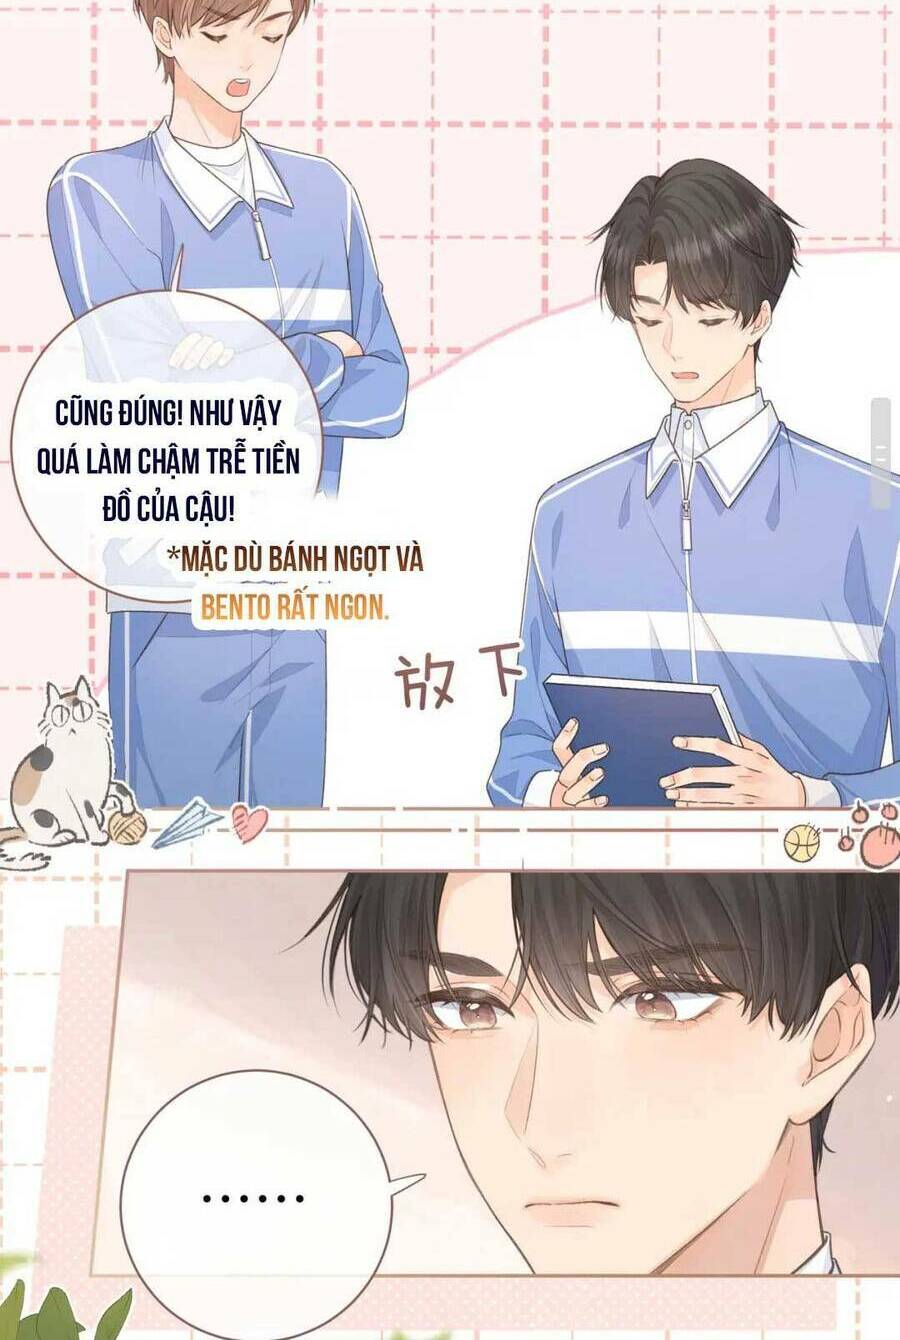 CŨNG ĐÚNG! NHƯ VẬY
QUÁ LÀM CHẬM TRỄ TIỀN
ĐỒ CỦA CẬU!
*MẶC DÙ BÁNH NGỌT VÀ
BENTO RẤT NGON.
放下
......